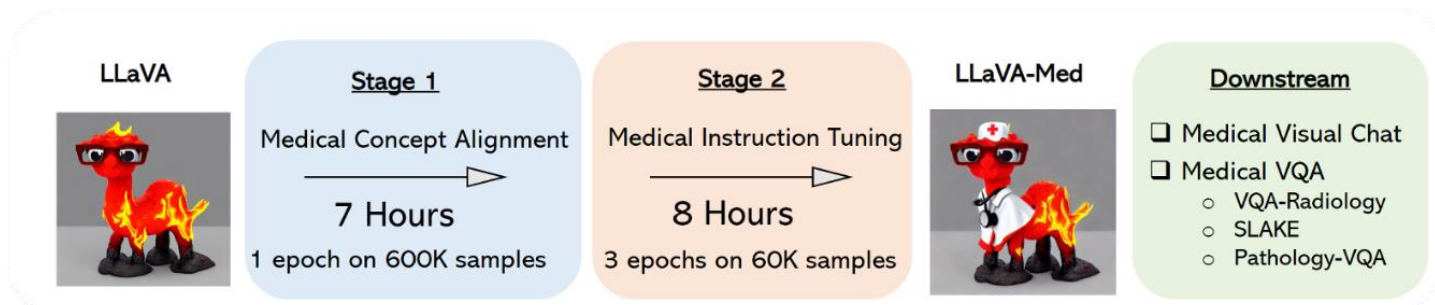 LLaVA
Stage 1
Medical Concept Alignment
7 Hours
1 epoch on 600K samples
Stage 2
Medical Instruction Tuning
8 Hours
3 epochs on 60K samples
LLaVA-Med
Downstream
❑ Medical Visual Chat
❑ Medical VQA
o VQA-Radiology
o SLAKE
o Pathology-VQA